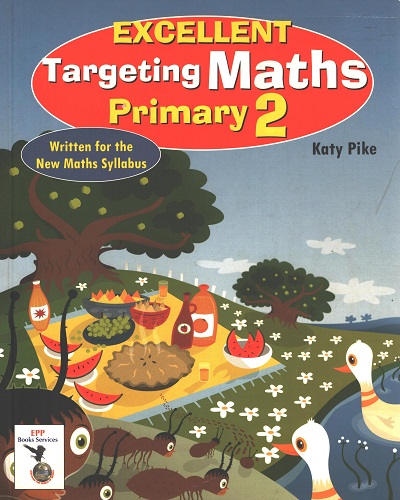 EXCELLENT
Targeting Maths
Primary 2
Written for the
New Maths Syllabus
Katy Pike
EPP
Books Services